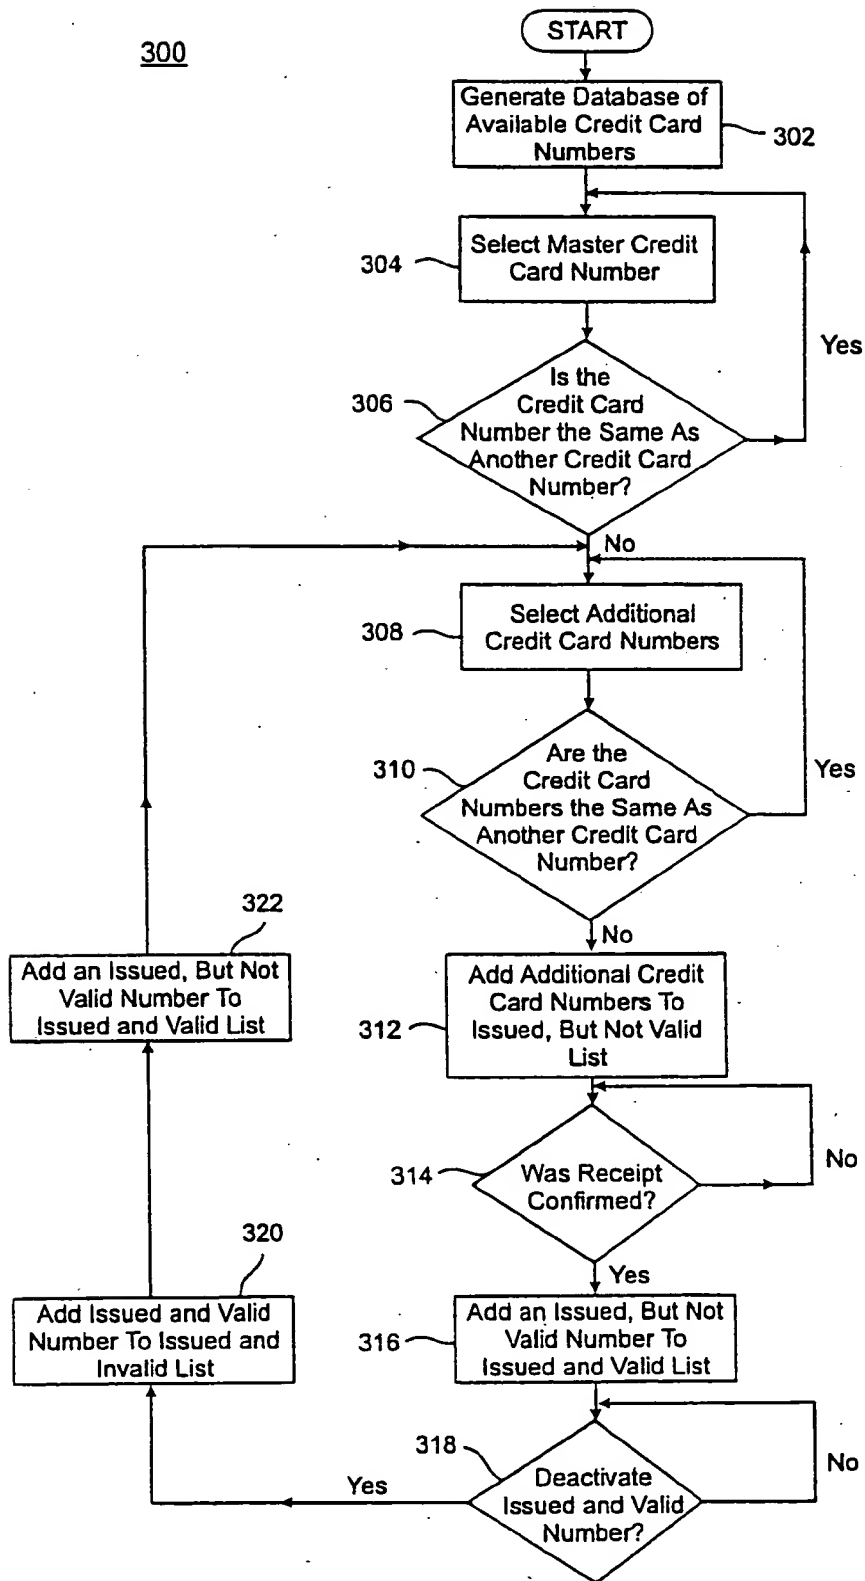 300
START
Generate Database of
Available Credit Card
Numbers
302
304
Select Master Credit
Card Number
Yes
306
Is the
Credit Card
Number the Same As
Another Credit Card
Number?
No
308
Select Additional
Credit Card Numbers
310
Are the
Credit Card
Numbers the Same As
Another Credit Card
Number?
Yes
No
322
Add an Issued, But Not
Valid Number To
Issued and Valid List
312
Add Additional Credit
Card Numbers To
Issued, But Not Valid
List
314
Was Receipt
Confirmed?
No
Yes
320
Add Issued and Valid
Number To Issued and
Invalid List
316
Add an Issued, But Not
Valid Number To
Issued and Valid List
318
Deactivate
Issued and Valid
Number?
No
Yes